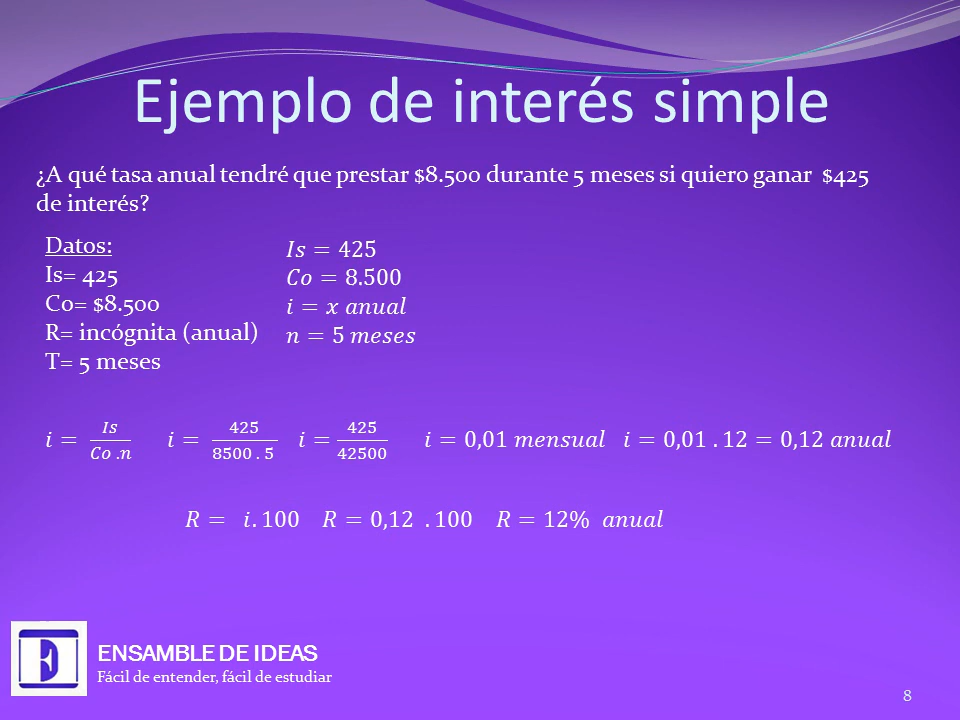 Ejemplo de interés simple
¿A qué tasa anual tendré que prestar $8.500 durante 5 meses si quiero ganar $425
de interés?
Datos:
Is= 425
Co= $8.500
R= incógnita (anual)
T= 5 meses
Is = 425
Co = 8.500
i = x anual
n = 5 meses
i = Is/(Co .n) i = 425/(8500 . 5) i = 425/42500 i = 0,01 mensual i = 0,01 . 12 = 0,12 anual
R = i. 100 R = 0,12 . 100 R = 12% anual
ENSAMBLE DE IDEAS
Fácil de entender, fácil de estudiar
8